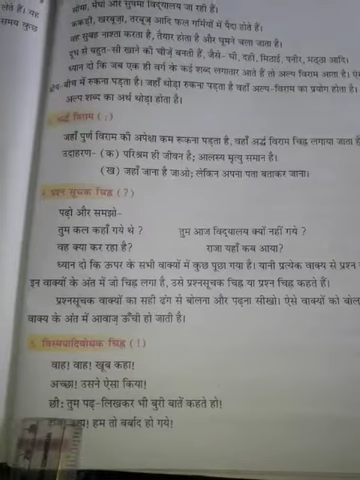 लेते हैं। यह
समय कुछ
सीमा, मेघा और सुषमा विद्यालय जा रही हैं।
ककड़ी, खरबूजा, तरबूज आदि फल गर्मियों में पैदा होते हैं।
वह सुबह नाश्ता करता है, तैयार होता है और घूमने चला जाता है।
दूध से बहुत-सी खाने की चीजें बनती हैं, जैसे- घी, दही, मिठाई, पनीर, मट्ठा आदि।
ध्यान दो कि जब एक ही वर्ग के कई शब्द लगातार आते हैं तो अल्प विराम आता है।
बीच-बीच में रुकना पड़ता है। जहाँ थोड़ा रुकना पड़ता है वहाँ अल्प-विराम का प्रयोग होता है।
अल्प शब्द का अर्थ थोड़ा होता है।
अर्द्ध विराम ( ; )
जहाँ पूर्ण विराम की अपेक्षा कम रूकना पड़ता है, वहाँ अर्द्ध विराम चिह्न लगाया जाता है
उदाहरण- (क) परिश्रम ही जीवन है; आलस्य मृत्यु समान है।
(ख) जहाँ जाना है जाओ; लेकिन अपना पता बताकर जाना।
4. प्रश्न सूचक चिह्न ( ? )
पढ़ो और समझो-
तुम कल कहाँ गये थे ? तुम आज विद्यालय क्यों नहीं गये ?
वह क्या कर रहा है? राजा यहाँ कब आया?
ध्यान दो कि ऊपर के सभी वाक्यों में कुछ पूछा गया है। यानी प्रत्येक वाक्य से प्रश्न
इन वाक्यों के अंत में जो चिह्न लगा है, उसे प्रश्नसूचक चिह्न या प्रश्न चिह्न कहते हैं।
प्रश्नसूचक वाक्यों का सही ढंग से बोलना और पढ़ना सीखो। ऐसे वाक्यों को बोल
वाक्य के अंत में आवाज़ ऊँची हो जाती है।
5. विस्मयादिबोधक चिह्न ( ! )
वाह! वाह! खूब कहा!
अच्छा! उसने ऐसा किया!
छी: तुम पढ़-लिखकर भी बुरी बातें कहते हो!
हम तो बर्बाद हो गये!